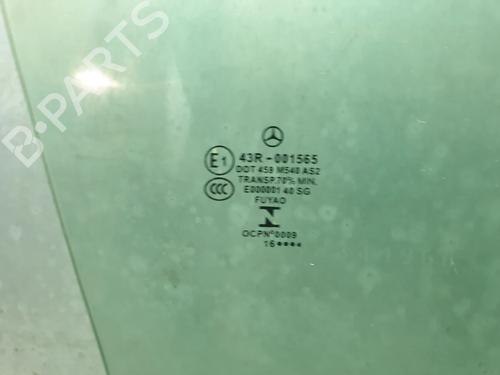 B-PARTS
E1 43R-001565
DOT 459 M540 AS2
CCC TRANSP.70% MIN.
E000001 40 SG
FUYAO
N
OCPN°0009
16●●●●